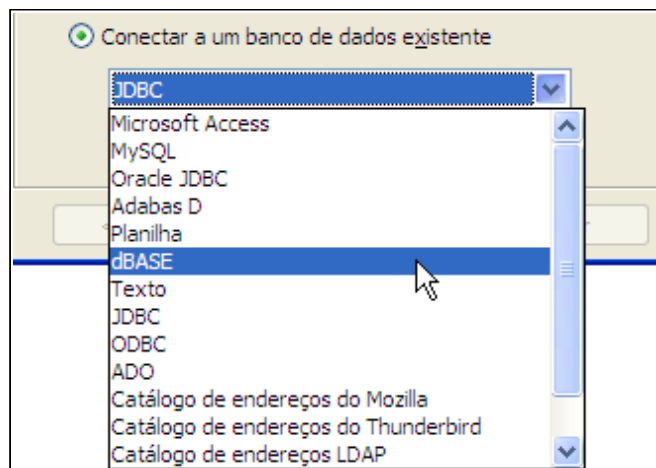 Conectar a um banco de dados existente
JDBC
Microsoft Access
MySQL
Oracle JDBC
Adabas D
Planilha
dBASE
Texto
JDBC
ODBC
ADO
Catálogo de endereços do Mozilla
Catálogo de endereços do Thunderbird
Catálogo de endereços LDAP